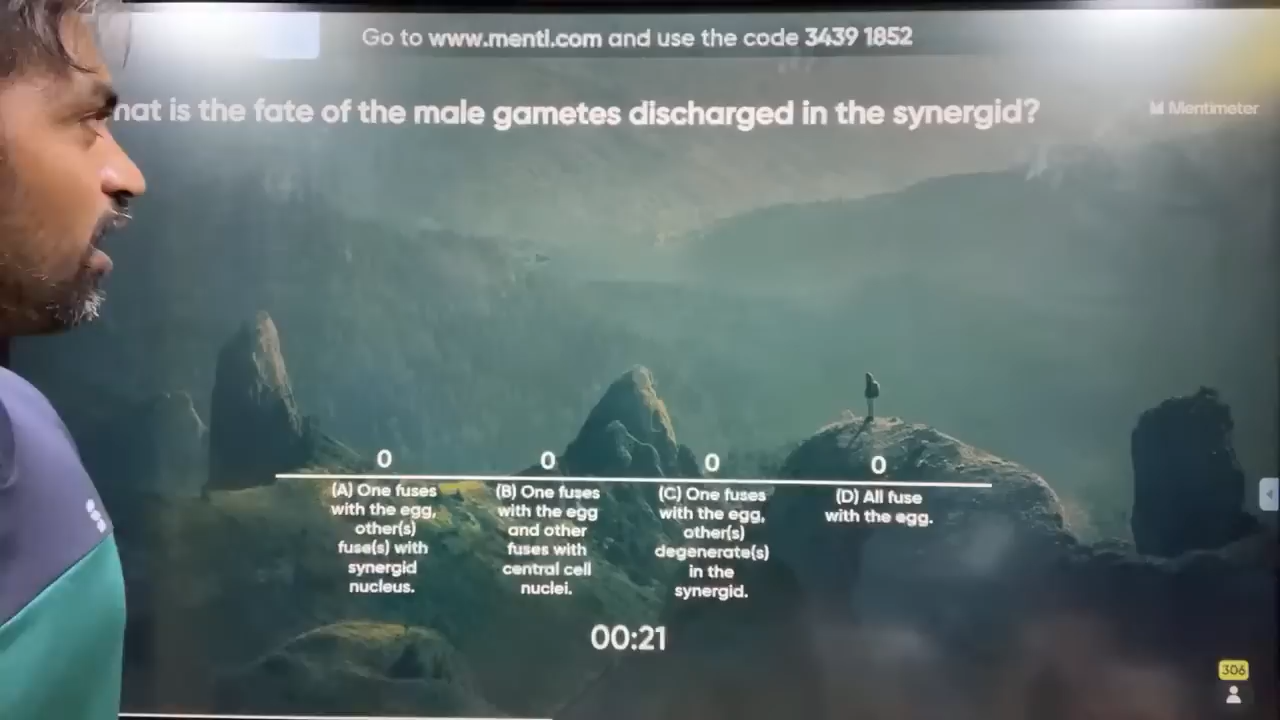 Go to www.menti.com and use the code 3439 1852
hat is the fate of the male gametes discharged in the synergid?
Mentimeter
0
0
0
0
(A) One fuses
with the egg,
other(s)
fuse(s) with
synergid
nucleus.
(B) One fuses
with the egg
and other
fuses with
central cell
nuclei.
(C) One fuses
with the egg,
other(s)
degenerate(s)
in the
synergid.
(D) All fuse
with the egg.
00:21
306